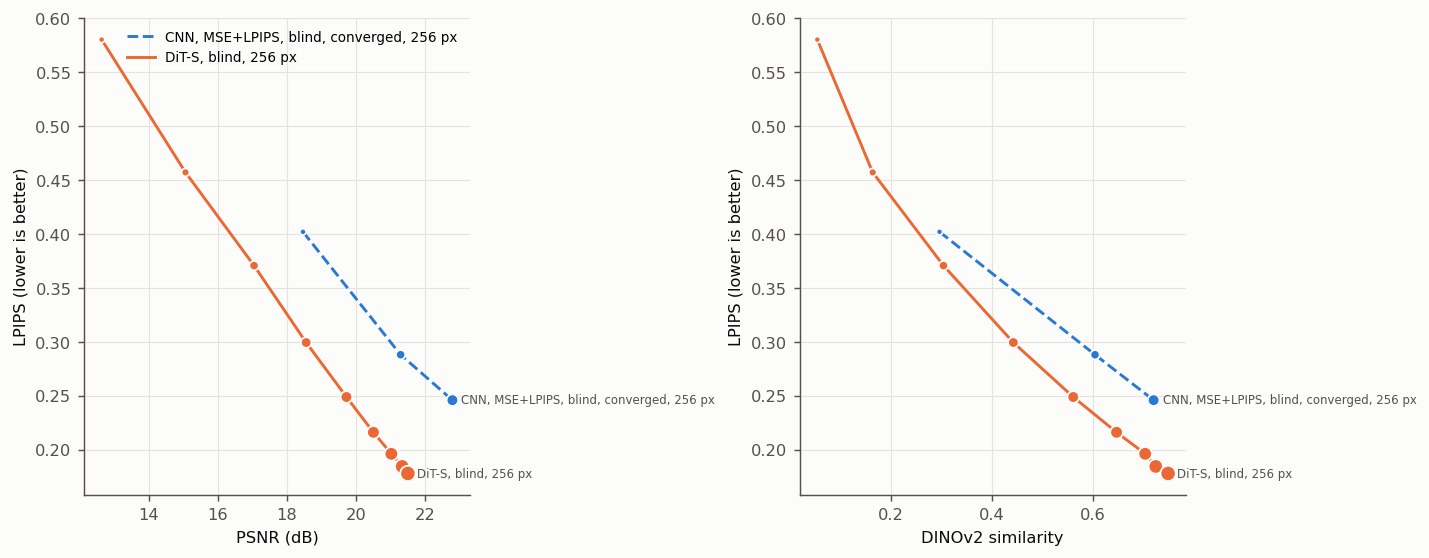 0.60
0.55
0.50
0.45
0.40
0.35
0.30
0.25
0.20
LPIPS (lower is better)
14
16
18
20
22
PSNR (dB)
CNN, MSE+LPIPS, blind, converged, 256 px
DiT-S, blind, 256 px
CNN, MSE+LPIPS, blind, converged, 256 px
DiT-S, blind, 256 px
0.60
0.55
0.50
0.45
0.40
0.35
0.30
0.25
0.20
LPIPS (lower is better)
0.2
0.4
0.6
DINOv2 similarity
CNN, MSE+LPIPS, blind, converged, 256 px
DiT-S, blind, 256 px